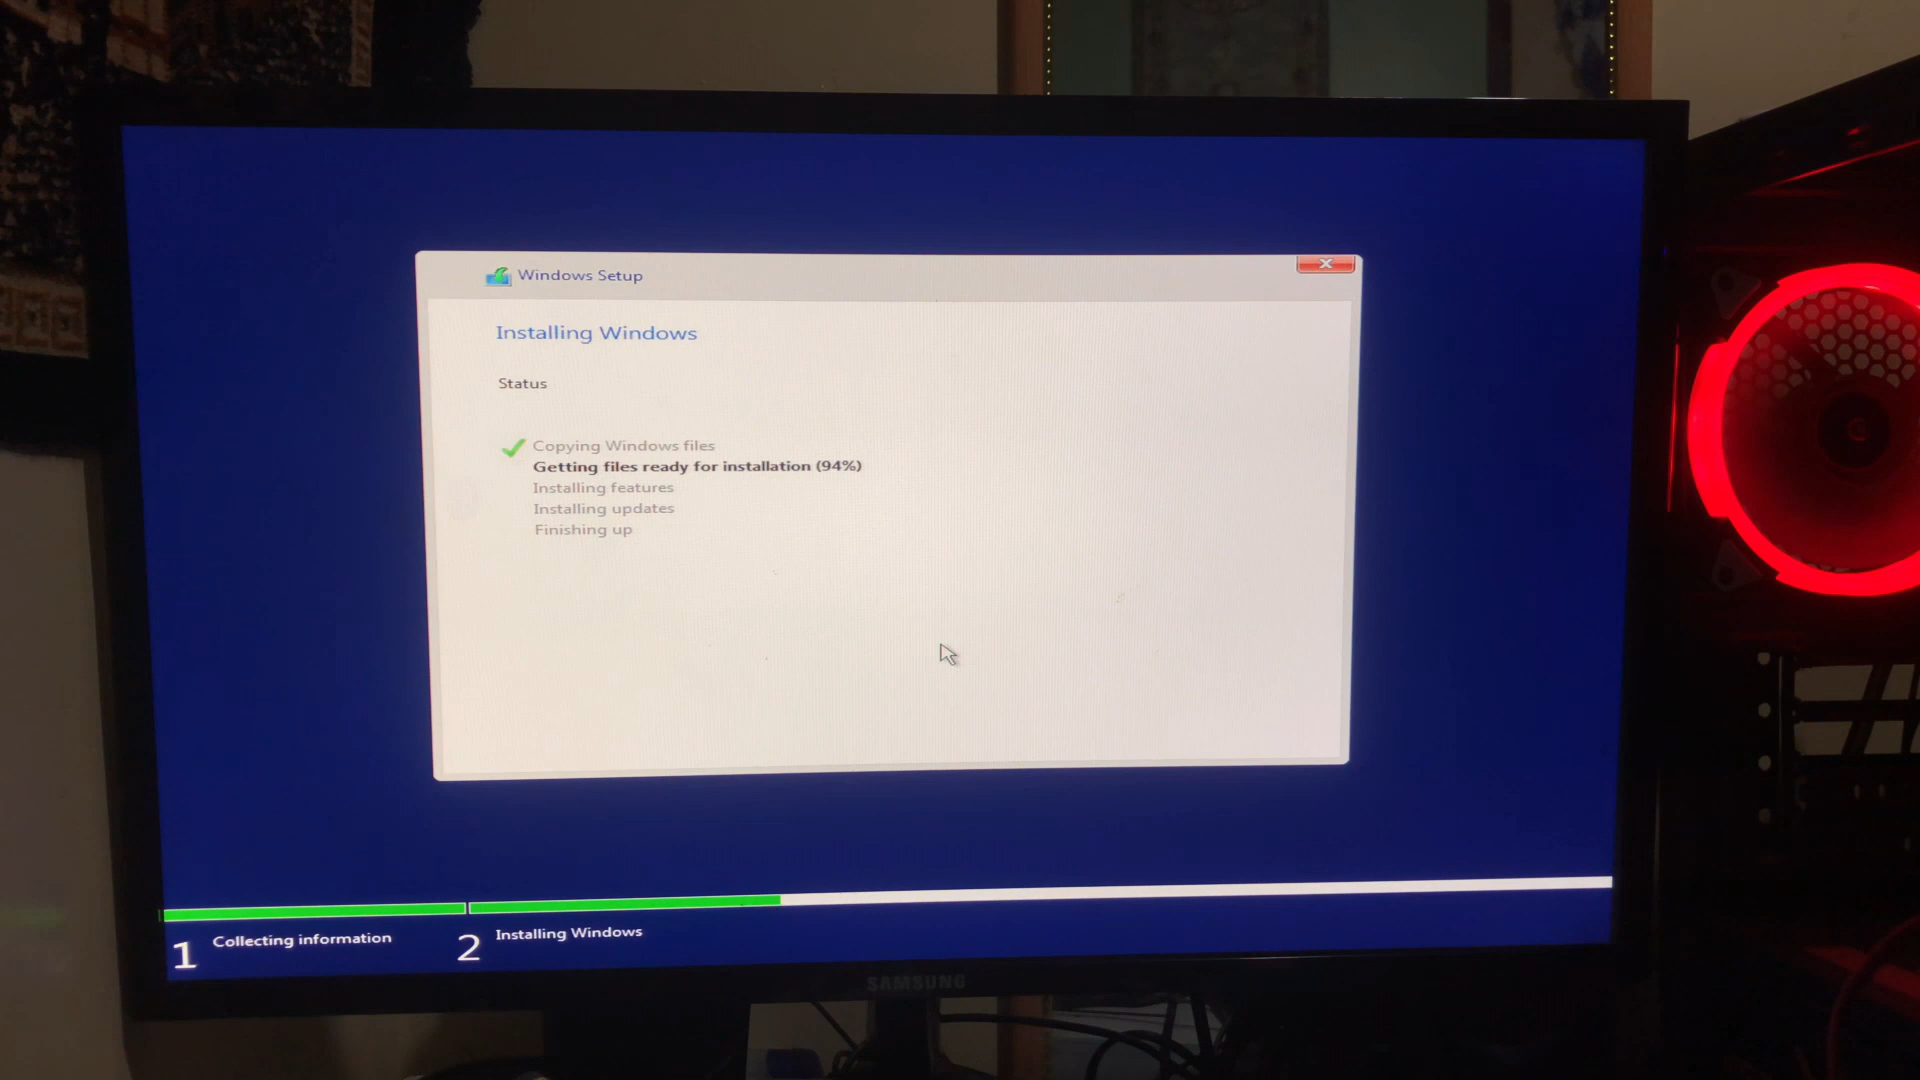 Windows Setup
Installing Windows
Status
Copying Windows files
Getting files ready for installation (94%)
Installing features
Installing updates
Finishing up
1 Collecting information
2 Installing Windows
SAMSUNG